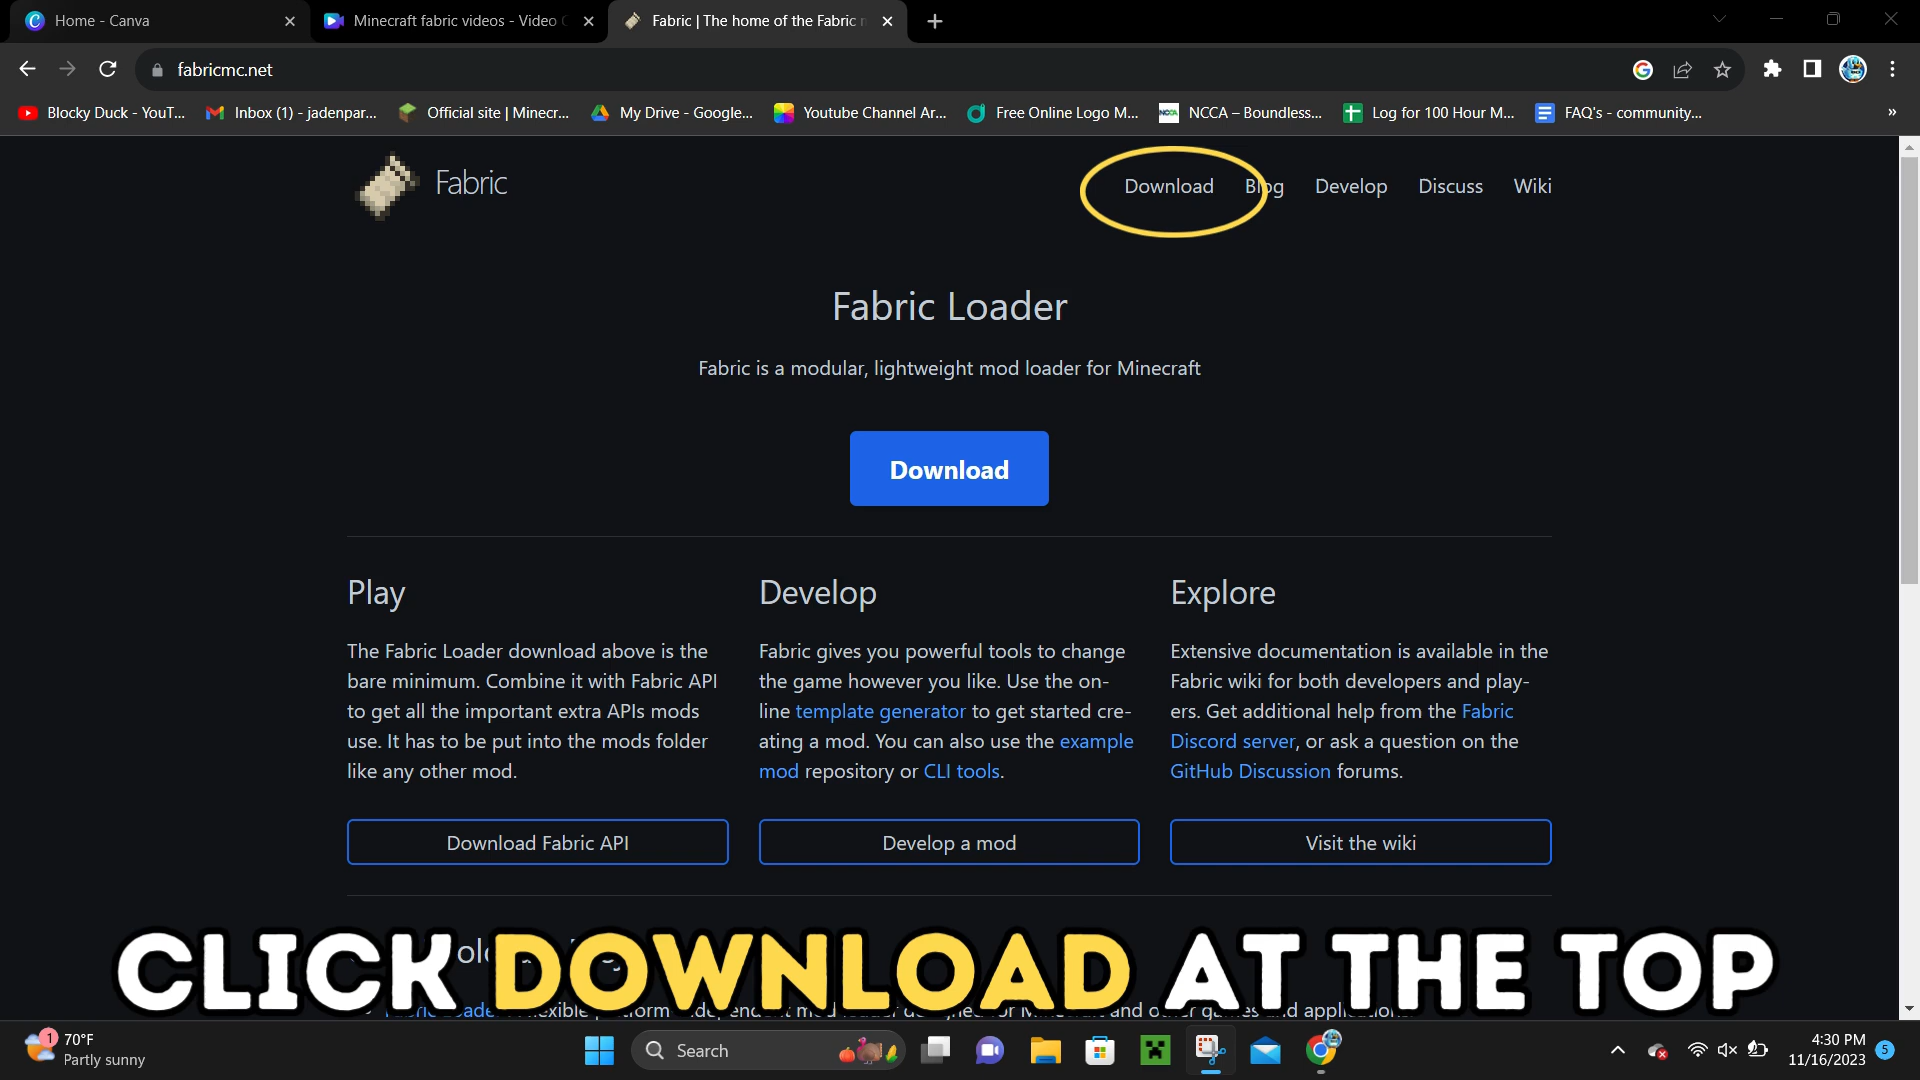 Home - Canva
Minecraft fabric videos - Video
Fabric | The home of the Fabric
fabricmc.net
Blocky Duck - YouT...
Inbox (1) - jadenpar...
Official site | Minecr...
My Drive - Google...
Youtube Channel Ar...
Free Online Logo M...
NCCA – Boundless...
Log for 100 Hour M...
FAQ's - community...
»
Fabric
Download
Blog
Develop
Discuss
Wiki
Fabric Loader
Fabric is a modular, lightweight mod loader for Minecraft
Download
Play
The Fabric Loader download above is the
bare minimum. Combine it with Fabric API
to get all the important extra APIs mods
use. It has to be put into the mods folder
like any other mod.
Download Fabric API
Develop
Fabric gives you powerful tools to change
the game however you like. Use the on-
line template generator to get started cre-
ating a mod. You can also use the example
mod repository or CLI tools.
Develop a mod
Explore
Extensive documentation is available in the
Fabric wiki for both developers and play-
ers. Get additional help from the Fabric
Discord server, or ask a question on the
GitHub Discussion forums.
Visit the wiki
CLICK DOWNLOAD AT THE TOP
1
70°F
Partly sunny
Search
4:30 PM
11/16/2023
5